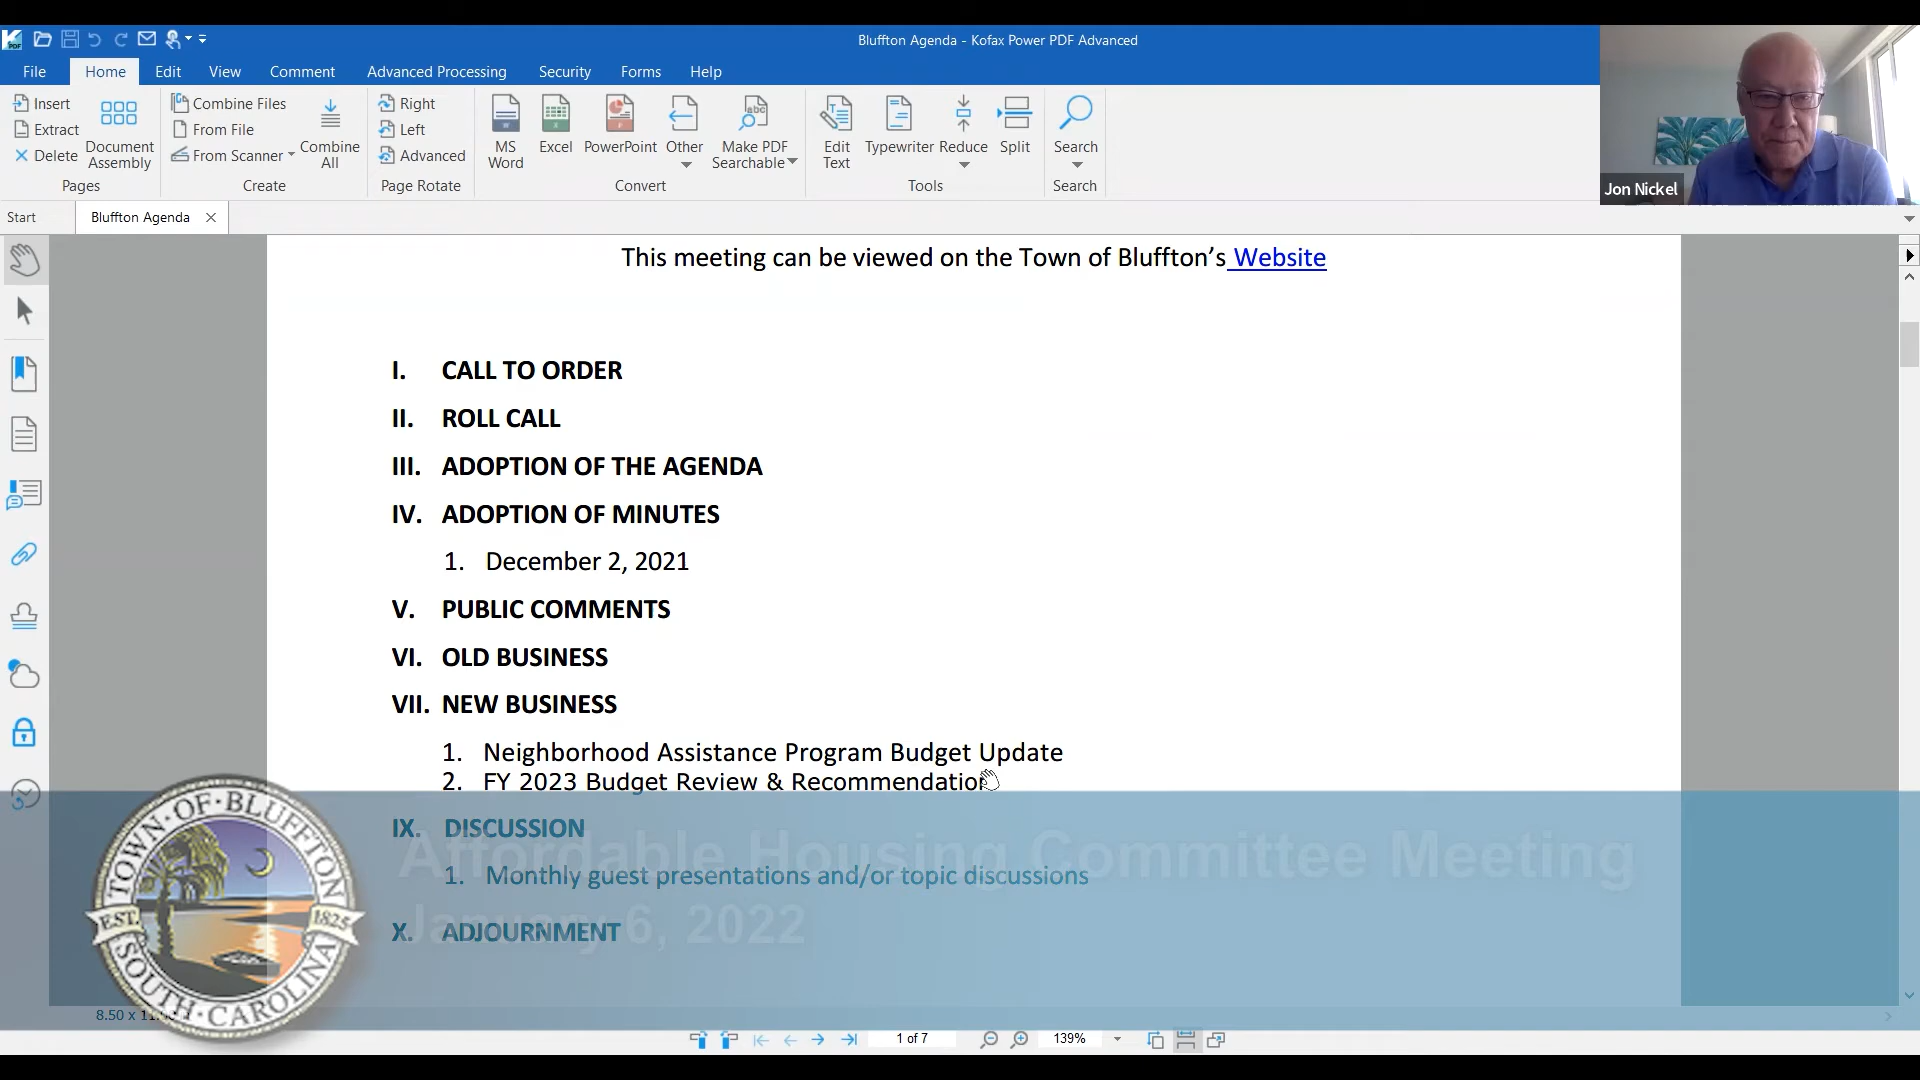 Bluffton Agenda - Kofax Power PDF Advanced
File Home Edit View Comment Advanced Processing Security Forms Help
Insert
Extract
Delete
Document Assembly
Pages
Combine Files
From File
From Scanner
Combine All
Create
Right
Left
Advanced
Page Rotate
MS Word
Excel
PowerPoint
Other
Make PDF Searchable
Convert
Edit Text
Typewriter
Reduce
Split
Tools
Search
Search
Jon Nickel
Start Bluffton Agenda
This meeting can be viewed on the Town of Bluffton's Website
I. CALL TO ORDER
II. ROLL CALL
III. ADOPTION OF THE AGENDA
IV. ADOPTION OF MINUTES
1. December 2, 2021
V. PUBLIC COMMENTS
VI. OLD BUSINESS
VII. NEW BUSINESS
1. Neighborhood Assistance Program Budget Update
2. FY 2023 Budget Review & Recommendation
IX. DISCUSSION
Affordable Housing Committee Meeting
1. Monthly guest presentations and/or topic discussions
January 6, 2022
X. ADJOURNMENT
TOWN OF BLUFFTON
EST. 1825
SOUTH CAROLINA
8.50 x
1 of 7
139%